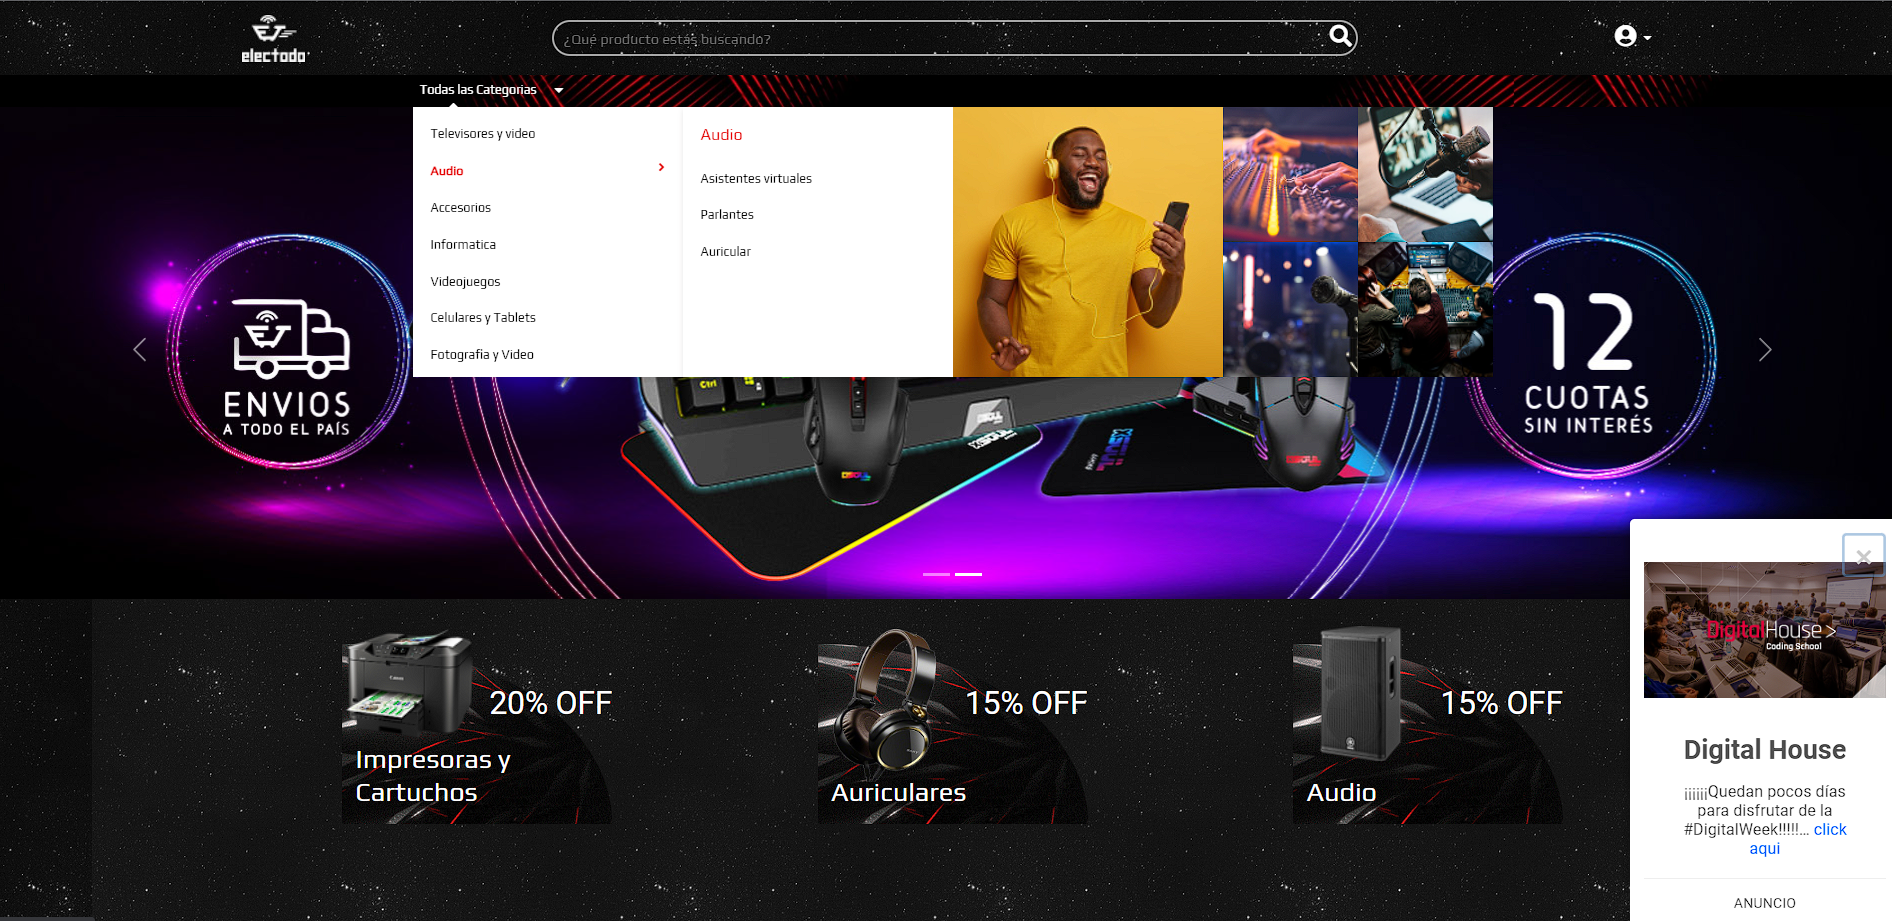 electodo
¿Qué producto estás buscando?
Todas las Categorias
Televisores y video
Audio
Accesorios
Informatica
Videojuegos
Celulares y Tablets
Fotografia y Video
Audio
Asistentes virtuales
Parlantes
Auricular
ENVIOS
A TODO EL PAÍS
Ctrl
XSOUL
XSOUL
12
CUOTAS
SIN INTERÉS
20% OFF
Impresoras y
Cartuchos
15% OFF
Auriculares
15% OFF
Audio
×
DigitalHouse >
Coding School
Digital House
¡¡¡¡¡¡Quedan pocos días
para disfrutar de la
#DigitalWeek!!!!!... click
aqui
ANUNCIO